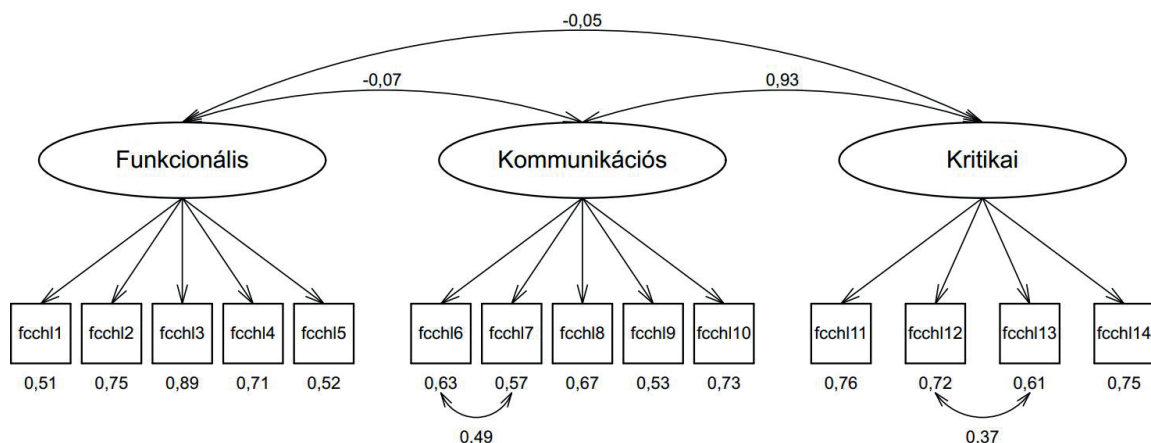 -0,05
-0,07 0,93
Funkcionális Kommunikációs Kritikai
fcchl1 fcchl2 fcchl3 fcchl4 fcchl5 fcchl6 fcchl7 fcchl8 fcchl9 fcchl10 fcchl11 fcchl12 fcchl13 fcchl14
0,51 0,75 0,89 0,71 0,52 0,63 0,57 0,67 0,53 0,73 0,76 0,72 0,61 0,75
0,49 0,37